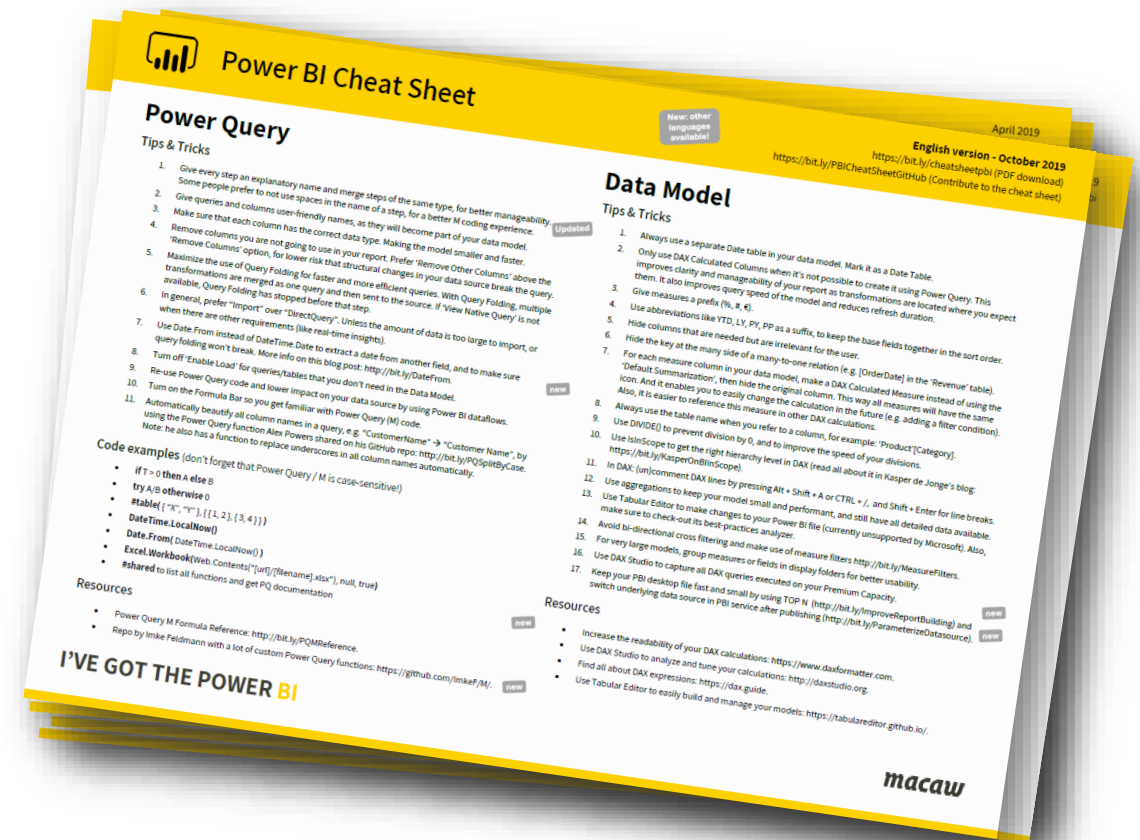 Power BI Cheat Sheet
New: other
languages
available!
April 2019
English version - October 2019
https://bit.ly/cheatsheetpbi (PDF download)
https://bit.ly/PBICheatSheetGitHub (Contribute to the cheat sheet)
9
bi
Power Query
Tips & Tricks
1. Give every step an explanatory name and merge steps of the same type, for better manageability.
Some people prefer to not use spaces in the name of a step, for a better M coding experience.
Updated
2. Give queries and columns user-friendly names, as they will become part of your data model.
3. Make sure that each column has the correct data type. Making the model smaller and faster.
4. Remove columns you are not going to use in your report. Prefer 'Remove Other Columns' above the
'Remove Columns' option, for lower risk that structural changes in your data source break the query.
5. Maximize the use of Query Folding for faster and more efficient queries. With Query Folding, multiple
transformations are merged as one query and then sent to the source. If 'View Native Query' is not
available, Query Folding has stopped before that step.
6. In general, prefer "Import" over "DirectQuery". Unless the amount of data is too large to import, or
when there are other requirements (like real-time insights).
7. Use Date.From instead of DateTime.Date to extract a date from another field, and to make sure
query folding won't break. More info on this blog post: http://bit.ly/DateFrom.
8. Turn off 'Enable Load' for queries/tables that you don't need in the Data Model.
new
9. Re-use Power Query code and lower impact on your data source by using Power BI dataflows.
10. Turn on the Formula Bar so you get familiar with Power Query (M) code.
11. Automatically beautify all column names in a query, e.g. "CustomerName" → "Customer Name", by
using the Power Query function Alex Powers shared on his GitHub repo: http://bit.ly/PQSplitByCase.
Note: he also has a function to replace underscores in all column names automatically.
Code examples (don't forget that Power Query / M is case-sensitive!)
• if T > 0 then A else B
• try A/B otherwise 0
• #table( { "X", "Y" }, { { 1, 2 }, { 3, 4 } } )
• DateTime.LocalNow()
• Date.From( DateTime.LocalNow() )
• Excel.Workbook(Web.Contents("[url]/[filename].xlsx"), null, true)
• #shared to list all functions and get PQ documentation
Resources
new
• Power Query M Formula Reference: http://bit.ly/PQMReference.
• Repo by Imke Feldmann with a lot of custom Power Query functions: https://github.com/ImkeF/M/.
new
I'VE GOT THE POWER BI
Data Model
Tips & Tricks
1. Always use a separate Date table in your data model. Mark it as a Date Table.
2. Only use DAX Calculated Columns when it's not possible to create it using Power Query. This
improves clarity and manageability of your report as transformations are located where you expect
them. it also improves query speed of the model and reduces refresh duration.
3. Give measures a prefix (%, #, €).
4. Use abbreviations like YTD, LY, PY, PP as a suffix, to keep the base fields together in the sort order.
5. Hide columns that are needed but are irrelevant for the user.
6. Hide the key at the many side of a many-to-one relation (e.g. [OrderDate] in the 'Revenue' table).
7. For each measure column in your data model, make a DAX Calculated Measure instead of using the
'Default Summarization', then hide the original column. This way all measures will have the same
icon. And it enables you to easily change the calculation in the future (e.g. adding a filter condition).
Also, it is easier to reference this measure in other DAX calculations.
8. Always use the table name when you refer to a column, for example: 'Product'[Category].
9. Use DIVIDE() to prevent division by 0, and to improve the speed of your divisions.
10. Use IsInScope to get the right hierarchy level in DAX (read all about it in Kasper de Jonge's blog:
https://bit.ly/KasperOnBIInScope).
11. In DAX: (un)comment DAX lines by pressing Alt + Shift + A or CTRL + /, and Shift + Enter for line breaks.
12. Use aggregations to keep your model small and performant, and still have all detailed data available.
13. Use Tabular Editor to make changes to your Power BI file (currently unsupported by Microsoft). Also,
make sure to check-out its best-practices analyzer.
14. Avoid bi-directional cross filtering and make use of measure filters http://bit.ly/MeasureFilters.
15. For very large models, group measures or fields in display folders for better usability.
16. Use DAX Studio to capture all DAX queries executed on your Premium Capacity.
17. Keep your PBI desktop file fast and small by using TOP N (http://bit.ly/ImproveReportBuilding) and
switch underlying data source in PBI service after publishing (http://bit.ly/ParameterizeDatasource).
new
new
Resources
• Increase the readability of your DAX calculations: https://www.daxformatter.com.
• Use DAX Studio to analyze and tune your calculations: http://daxstudio.org.
• Find all about DAX expressions: https://dax.guide.
• Use Tabular Editor to easily build and manage your models: https://tabulareditor.github.io/.
macaw